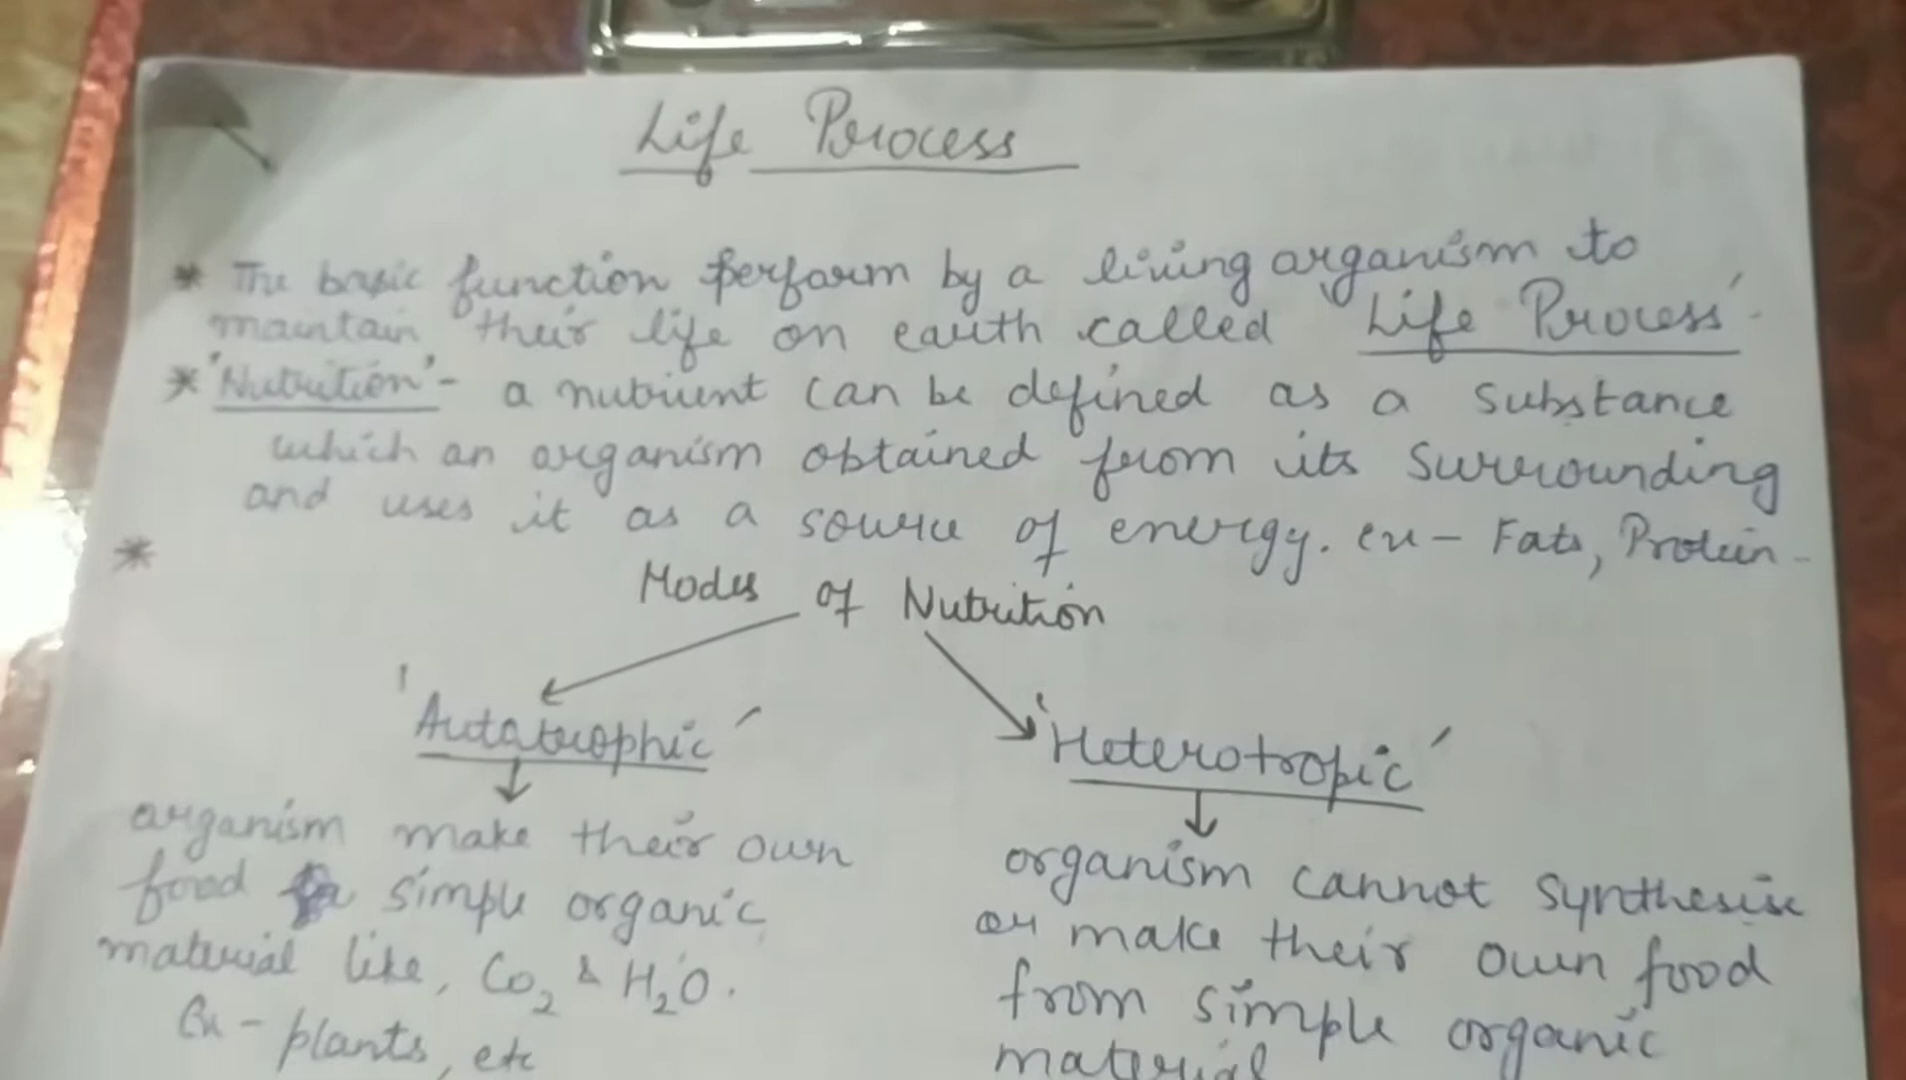 Life Process
* The basic function perform by a living organism to
maintain their life on earth called 'Life Process'.
* 'Nutrition' - a nutrient can be defined as a substance
which an organism obtained from its surrounding
and uses it as a source of energy. ex - Fats, Protein -
*
Modes of Nutrition
'Autatrophic' 'Heterotropic'
organism make their own
food simple organic
material like, Co2 & H2O.
Ex - plants, etc
organism cannot synthesise
or make their own food
from simple organic
material